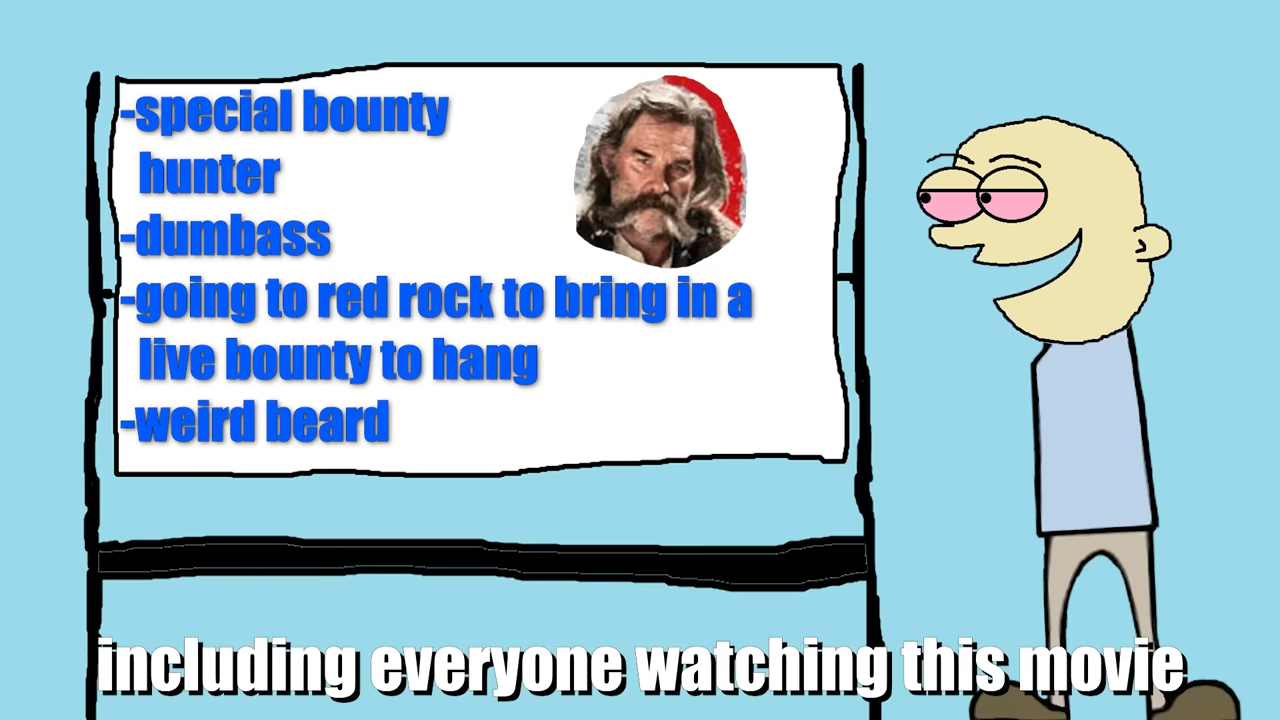 -special bounty
hunter
-dumbass
-going to red rock to bring in a
live bounty to hang
-weird beard
including everyone watching this movie